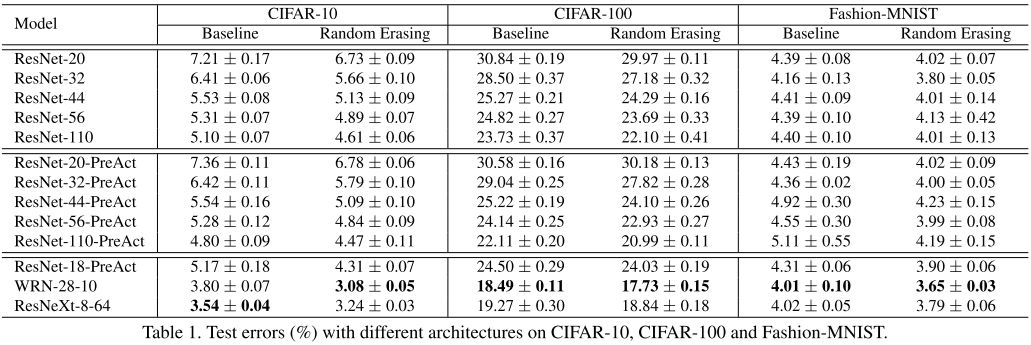 Model CIFAR-10 CIFAR-100 Fashion-MNIST
Baseline Random Erasing Baseline Random Erasing Baseline Random Erasing
ResNet-20 7.21 ± 0.17 6.73 ± 0.09 30.84 ± 0.19 29.97 ± 0.11 4.39 ± 0.08 4.02 ± 0.07
ResNet-32 6.41 ± 0.06 5.66 ± 0.10 28.50 ± 0.37 27.18 ± 0.32 4.16 ± 0.13 3.80 ± 0.05
ResNet-44 5.53 ± 0.08 5.13 ± 0.09 25.27 ± 0.21 24.29 ± 0.16 4.41 ± 0.09 4.01 ± 0.14
ResNet-56 5.31 ± 0.07 4.89 ± 0.07 24.82 ± 0.27 23.69 ± 0.33 4.39 ± 0.10 4.13 ± 0.42
ResNet-110 5.10 ± 0.07 4.61 ± 0.06 23.73 ± 0.37 22.10 ± 0.41 4.40 ± 0.10 4.01 ± 0.13
ResNet-20-PreAct 7.36 ± 0.11 6.78 ± 0.06 30.58 ± 0.16 30.18 ± 0.13 4.43 ± 0.19 4.02 ± 0.09
ResNet-32-PreAct 6.42 ± 0.11 5.79 ± 0.10 29.04 ± 0.25 27.82 ± 0.28 4.36 ± 0.02 4.00 ± 0.05
ResNet-44-PreAct 5.54 ± 0.16 5.09 ± 0.10 25.22 ± 0.19 24.10 ± 0.26 4.92 ± 0.30 4.23 ± 0.15
ResNet-56-PreAct 5.28 ± 0.12 4.84 ± 0.09 24.14 ± 0.25 22.93 ± 0.27 4.55 ± 0.30 3.99 ± 0.08
ResNet-110-PreAct 4.80 ± 0.09 4.47 ± 0.11 22.11 ± 0.20 20.99 ± 0.11 5.11 ± 0.55 4.19 ± 0.15
ResNet-18-PreAct 5.17 ± 0.18 4.31 ± 0.07 24.50 ± 0.29 24.03 ± 0.19 4.31 ± 0.06 3.90 ± 0.06
WRN-28-10 3.80 ± 0.07 3.08 ± 0.05 18.49 ± 0.11 17.73 ± 0.15 4.01 ± 0.10 3.65 ± 0.03
ResNeXt-8-64 3.54 ± 0.04 3.24 ± 0.03 19.27 ± 0.30 18.84 ± 0.18 4.02 ± 0.05 3.79 ± 0.06
Table 1. Test errors (%) with different architectures on CIFAR-10, CIFAR-100 and Fashion-MNIST.